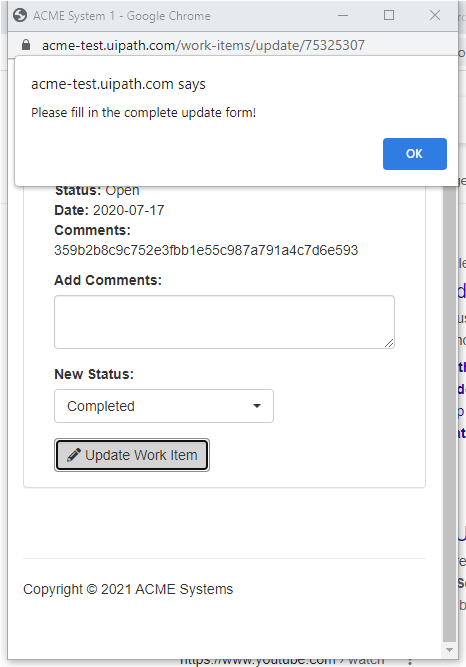 ACME System 1 - Google Chrome
acme-test.uipath.com/work-items/update/75325307
acme-test.uipath.com says
Please fill in the complete update form!
OK
Status: Open
Date: 2020-07-17
Comments:
359b2b8c9c752e3fbb1e55c987a791a4c7d6e593
Add Comments:
New Status:
Completed
Update Work Item
Copyright © 2021 ACME Systems
https://www.youtube.com › watch